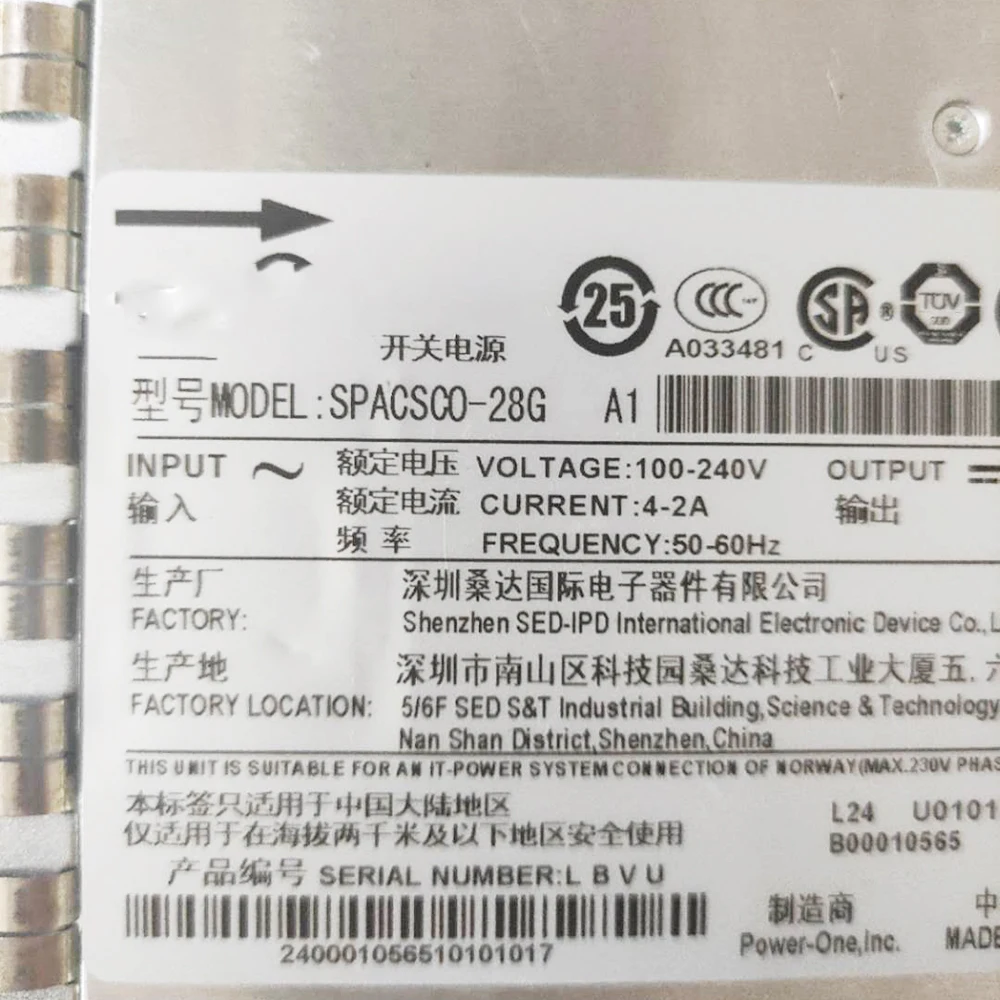 25 CCC SA ® TUV
A033481 C US
开关电源
型号MODEL:SPACSCO-28G A1
INPUT ~ 额定电压 VOLTAGE:100-240V OUTPUT
输入 额定电流 CURRENT:4-2A 输出
频率 FREQUENCY:50-60Hz
生产厂 深圳桑达国际电子器件有限公司
FACTORY: Shenzhen SED-IPD International Electronic Device Co.,L
生产地 深圳市南山区科技园桑达科技工业大厦五.六
FACTORY LOCATION: 5/6F SED S&T Industrial Building,Science & Technology
Nan Shan District,Shenzhen,China
THIS UNIT IS SUITABLE FOR AN IT-POWER SYSTEM CONNECTION OF NORWAY(MAX.230V PHAS
本标签只适用于中国大陆地区 L24 U0101
仅适用于在海拔两千米及以下地区安全使用 B00010565
产品编号 SERIAL NUMBER:L B V U
240001056510101017
制造商 中
Power-One,Inc. MADE